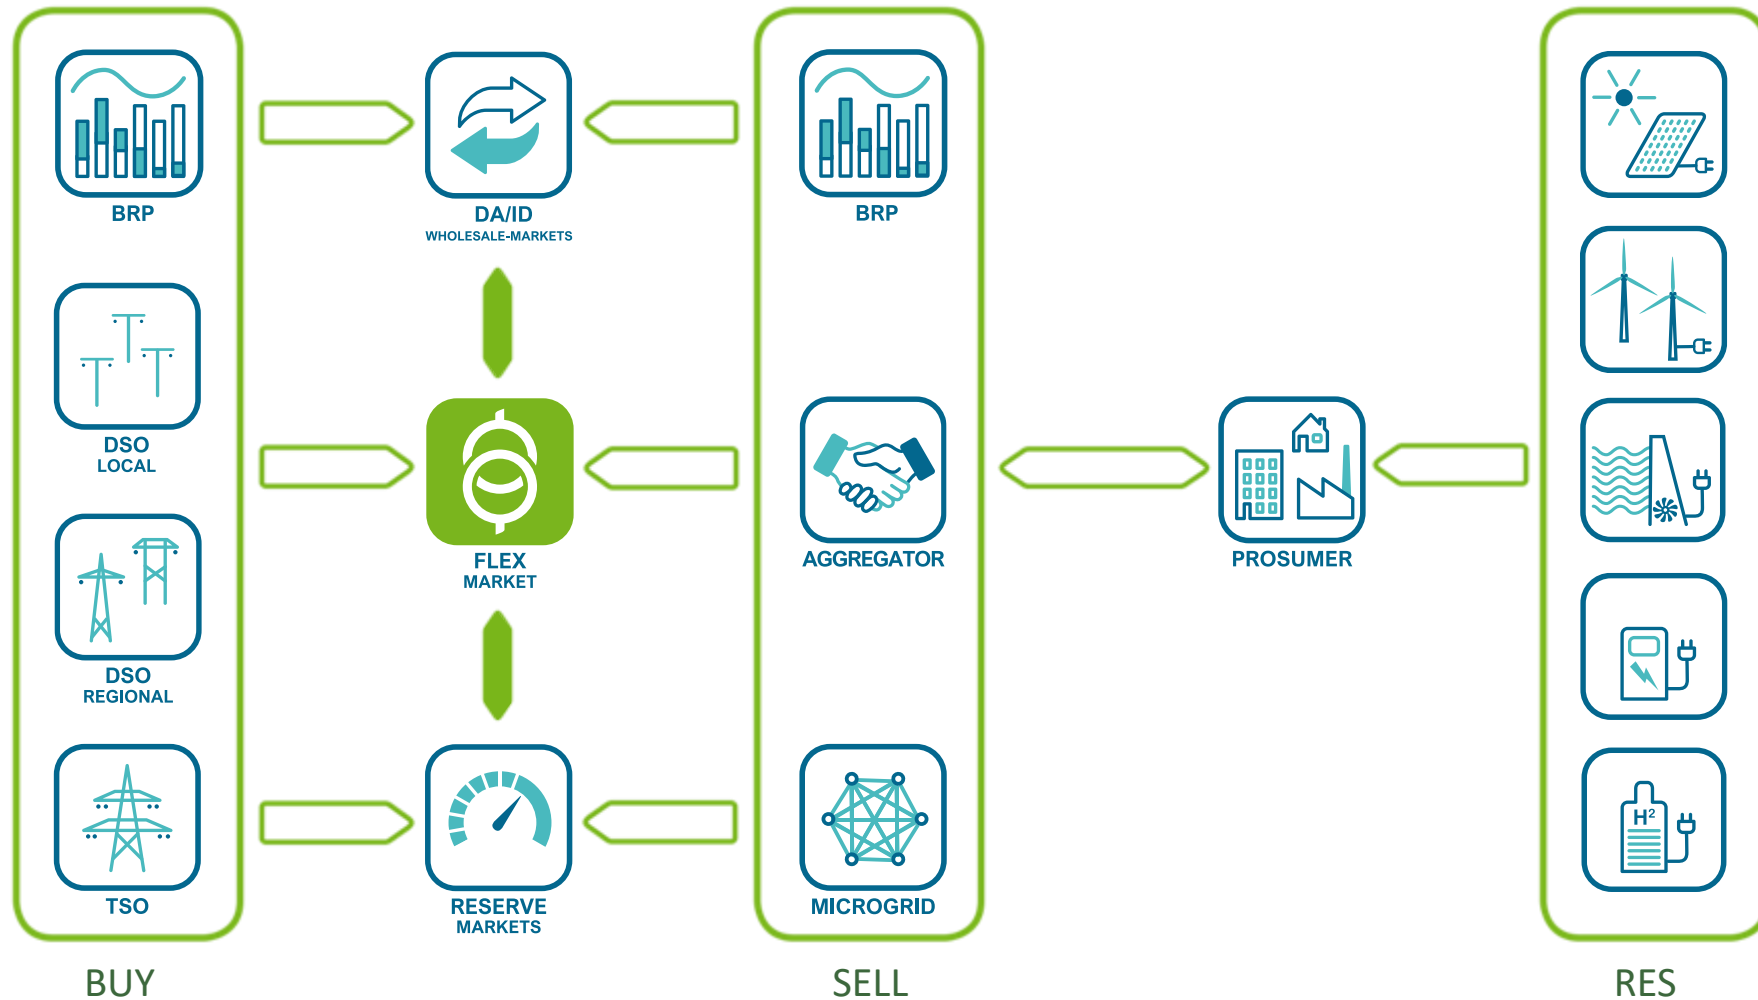 BRP
DSO
LOCAL
DSO
REGIONAL
TSO
BUY
DA/ID
WHOLESALE-MARKETS
FLEX
MARKET
RESERVE
MARKETS
BRP
AGGREGATOR
MICROGRID
SELL
PROSUMER
H²
RES